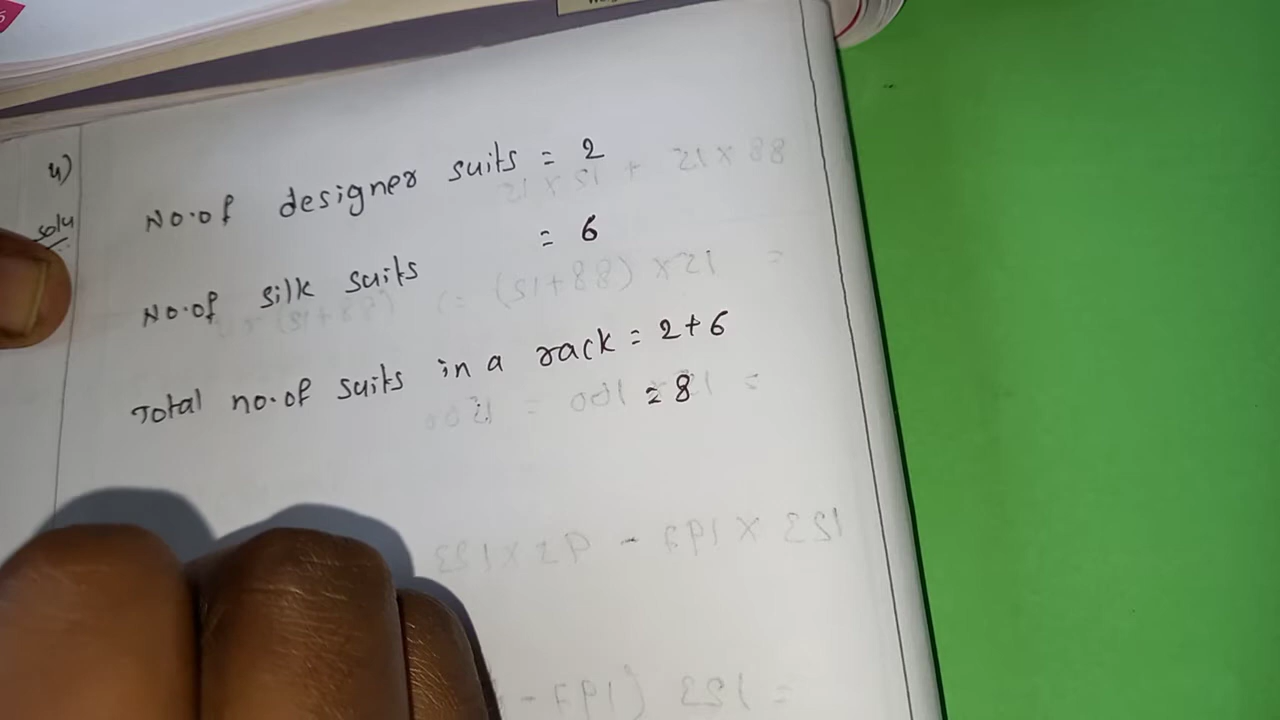 4)
Solu
No.of designer suits = 2
No.of silk suits = 6
Total no.of suits in a rack = 2+6
= 8